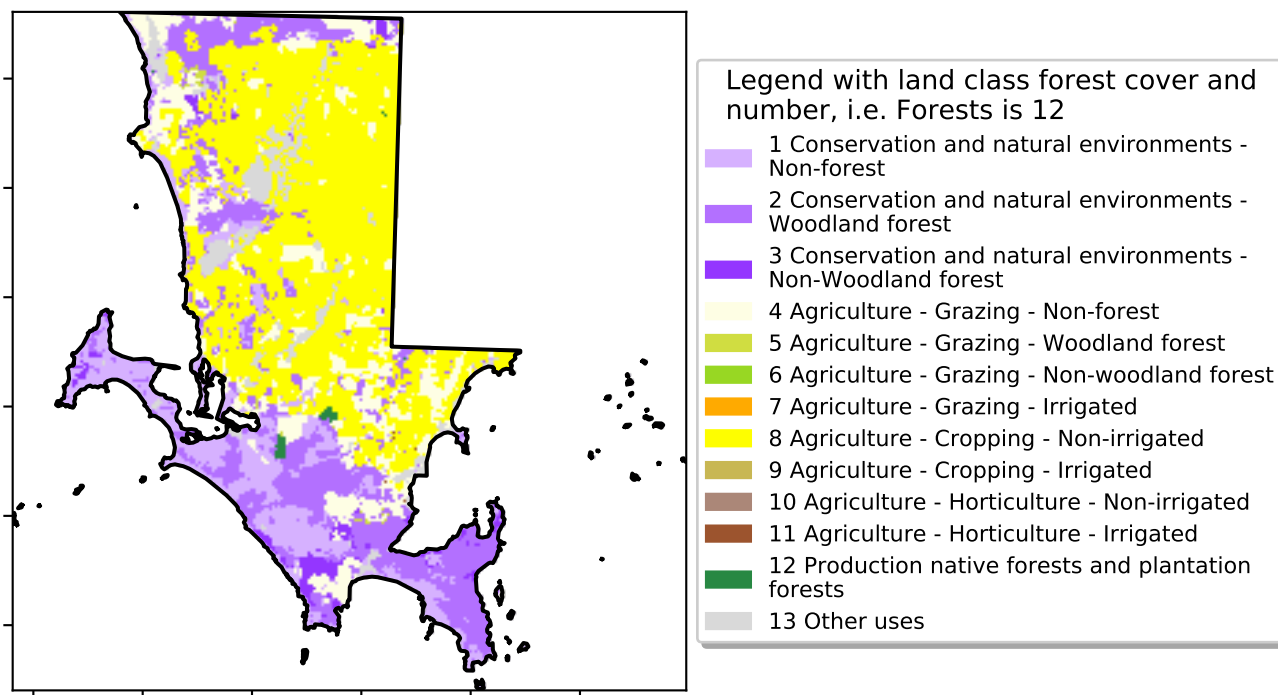 Legend with land class forest cover and
number, i.e. Forests is 12
1 Conservation and natural environments -
Non-forest
2 Conservation and natural environments -
Woodland forest
3 Conservation and natural environments -
Non-Woodland forest
4 Agriculture - Grazing - Non-forest
5 Agriculture - Grazing - Woodland forest
6 Agriculture - Grazing - Non-woodland forest
7 Agriculture - Grazing - Irrigated
8 Agriculture - Cropping - Non-irrigated
9 Agriculture - Cropping - Irrigated
10 Agriculture - Horticulture - Non-irrigated
11 Agriculture - Horticulture - Irrigated
12 Production native forests and plantation
forests
13 Other uses